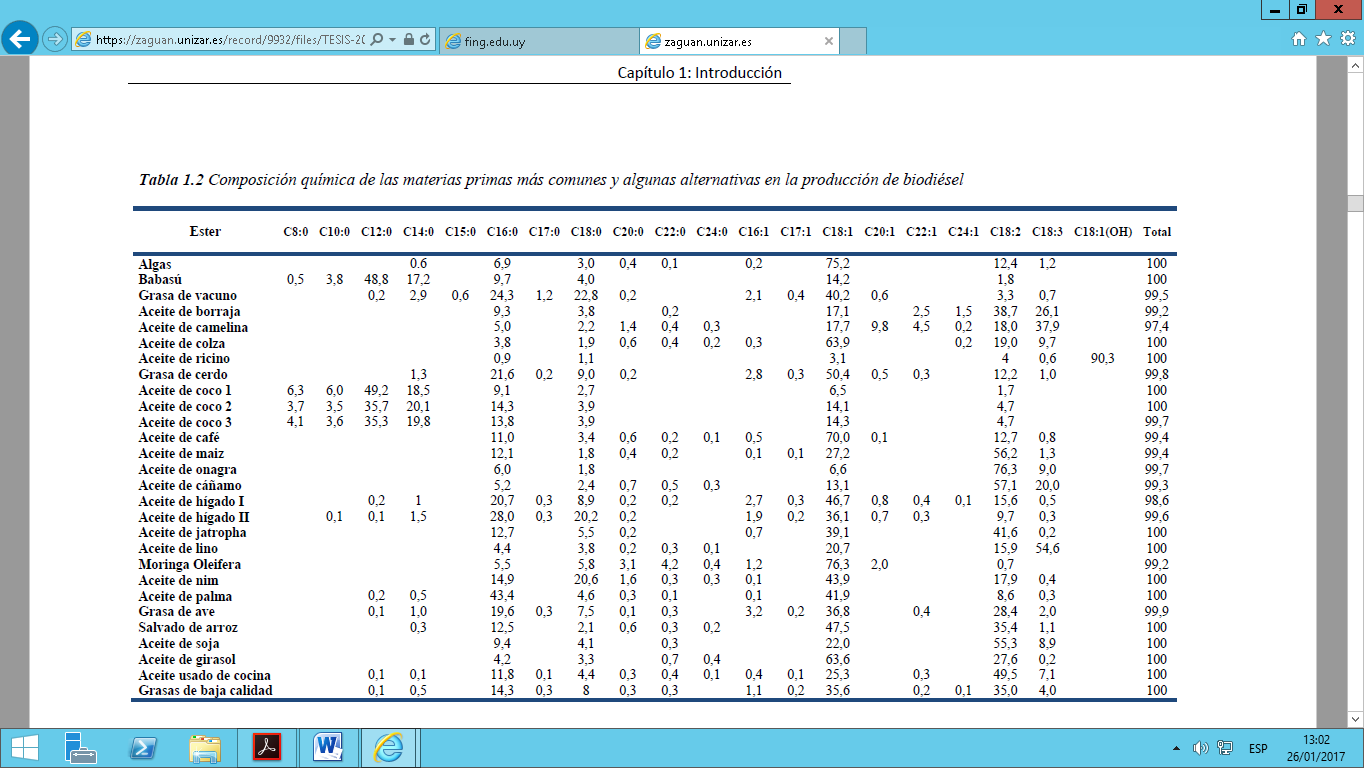 https://zaguan.unizar.es/record/9932/files/TESIS-20
fing.edu.uy
zaguan.unizar.es
Capítulo 1: Introducción
Tabla 1.2 Composición química de las materias primas más comunes y algunas alternativas en la producción de biodiésel
Ester C8:0 C10:0 C12:0 C14:0 C15:0 C16:0 C17:0 C18:0 C20:0 C22:0 C24:0 C16:1 C17:1 C18:1 C20:1 C22:1 C24:1 C18:2 C18:3 C18:1(OH) Total
Algas 0.6 6,9 3,0 0,4 0,1 0,2 75,2 12,4 1,2 100
Babasú 0,5 3,8 48,8 17,2 9,7 4,0 14,2 1,8 100
Grasa de vacuno 0,2 2,9 0,6 24,3 1,2 22,8 0,2 2,1 0,4 40,2 0,6 3,3 0,7 99,5
Aceite de borraja 9,3 3,8 0,2 17,1 2,5 1,5 38,7 26,1 99,2
Aceite de camelina 5,0 2,2 1,4 0,4 0,3 17,7 9,8 4,5 0,2 18,0 37,9 97,4
Aceite de colza 3,8 1,9 0,6 0,4 0,2 0,3 63,9 0,2 19,0 9,7 100
Aceite de ricino 0,9 1,1 3,1 4 0,6 90,3 100
Grasa de cerdo 1,3 21,6 0,2 9,0 0,2 2,8 0,3 50,4 0,5 0,3 12,2 1,0 99,8
Aceite de coco 1 6,3 6,0 49,2 18,5 9,1 2,7 6,5 1,7 100
Aceite de coco 2 3,7 3,5 35,7 20,1 14,3 3,9 14,1 4,7 100
Aceite de coco 3 4,1 3,6 35,3 19,8 13,8 3,9 14,3 4,7 99,7
Aceite de café 11,0 3,4 0,6 0,2 0,1 0,5 70,0 0,1 12,7 0,8 99,4
Aceite de maiz 12,1 1,8 0,4 0,2 0,1 0,1 27,2 56,2 1,3 99,4
Aceite de onagra 6,0 1,8 6,6 76,3 9,0 99,7
Aceite de cáñamo 5,2 2,4 0,7 0,5 0,3 13,1 57,1 20,0 99,3
Aceite de hígado I 0,2 1 20,7 0,3 8,9 0,2 0,2 2,7 0,3 46,7 0,8 0,4 0,1 15,6 0,5 98,6
Aceite de hígado II 0,1 0,1 1,5 28,0 0,3 20,2 0,2 1,9 0,2 36,1 0,7 0,3 9,7 0,3 99,6
Aceite de jatropha 12,7 5,5 0,2 0,7 39,1 41,6 0,2 100
Aceite de lino 4,4 3,8 0,2 0,3 0,1 20,7 15,9 54,6 100
Moringa Oleifera 5,5 5,8 3,1 4,2 0,4 1,2 76,3 2,0 0,7 99,2
Aceite de nim 14,9 20,6 1,6 0,3 0,3 0,1 43,9 17,9 0,4 100
Aceite de palma 0,2 0,5 43,4 4,6 0,3 0,1 0,1 41,9 8,6 0,3 100
Grasa de ave 0,1 1,0 19,6 0,3 7,5 0,1 0,3 3,2 0,2 36,8 0,4 28,4 2,0 99,9
Salvado de arroz 0,3 12,5 2,1 0,6 0,3 0,2 47,5 35,4 1,1 100
Aceite de soja 9,4 4,1 0,3 22,0 55,3 8,9 100
Aceite de girasol 4,2 3,3 0,7 0,4 63,6 27,6 0,2 100
Aceite usado de cocina 0,1 0,1 11,8 0,1 4,4 0,3 0,4 0,1 0,4 0,1 25,3 0,3 49,5 7,1 100
Grasas de baja calidad 0,1 0,5 14,3 0,3 8 0,3 0,3 1,1 0,2 35,6 0,2 0,1 35,0 4,0 100
ESP
13:02
26/01/2017